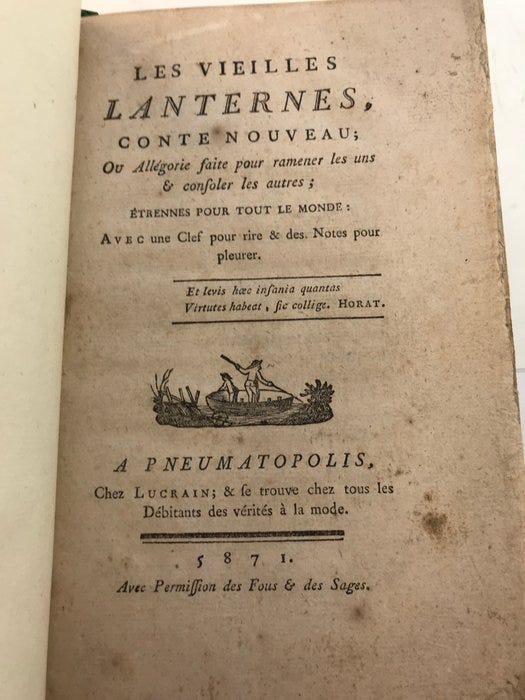 LES VIEILLES
LANTERNES,
CONTE NOUVEAU;
OU Allégorie faite pour ramener les uns
& conſoler les autres;
ÉTRENNES POUR TOUT LE MONDE:
AVEC une Clef pour rire & des. Notes pour
pleurer.
Et levis hæc inſania quantas
Virtutes habeat, ſic collige. HORAT.
A PNEUMATOPOLIS,
Chez LUCRAIN; & ſe trouve chez tous les
Débitants des vérités à la mode.
5871.
Avec Permiſſion des Fous & des Sages.